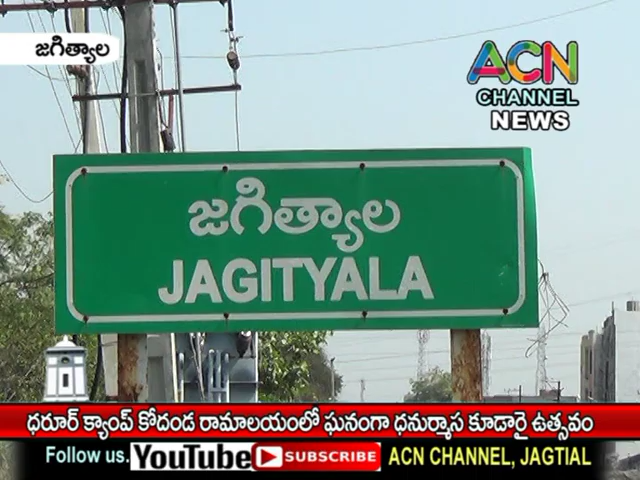 జగిత్యాల
ACN
CHANNEL
NEWS
జగిత్యాల
JAGITYALA
ధరూర్ క్యాంప్ కోదండ రామాలయంలో ఘనంగా ధనుర్మాస కూడారై ఉత్సవం
Follow us. YouTube SUBSCRIBE ACN CHANNEL, JAGTIAL